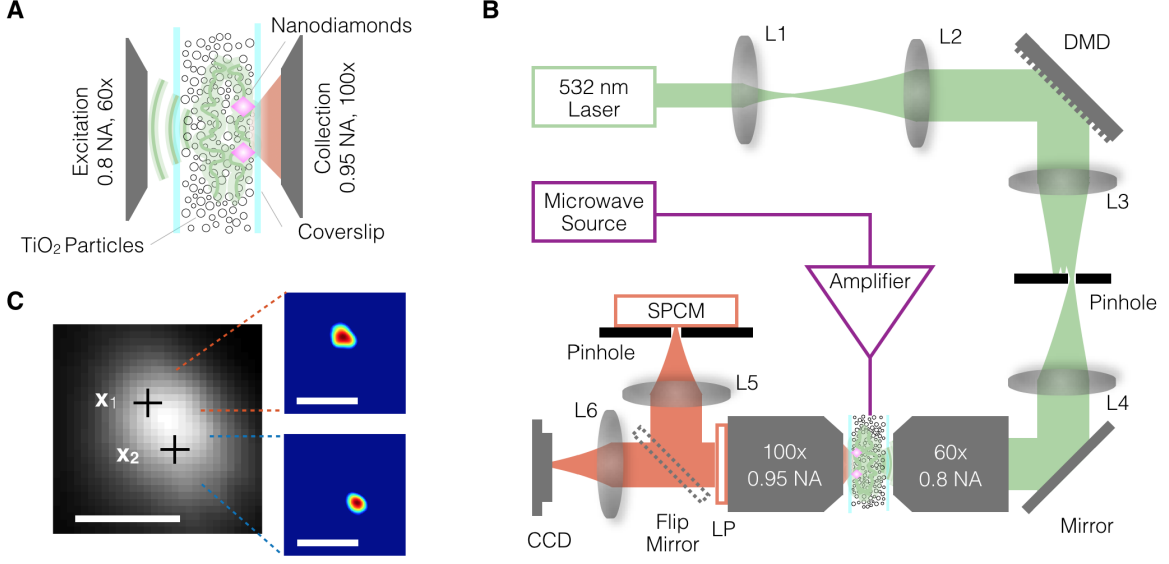 A
Nanodiamonds
Excitation
0.8 NA, 60x
Collection
0.95 NA, 100x
TiO₂ Particles
Coverslip
B
L1
L2
DMD
532 nm
Laser
L3
Microwave
Source
Amplifier
Pinhole
SPCM
Pinhole
L5
L4
L6
100x
0.95 NA
60x
0.8 NA
CCD
Flip
Mirror
LP
Mirror
C
x₁
x₂